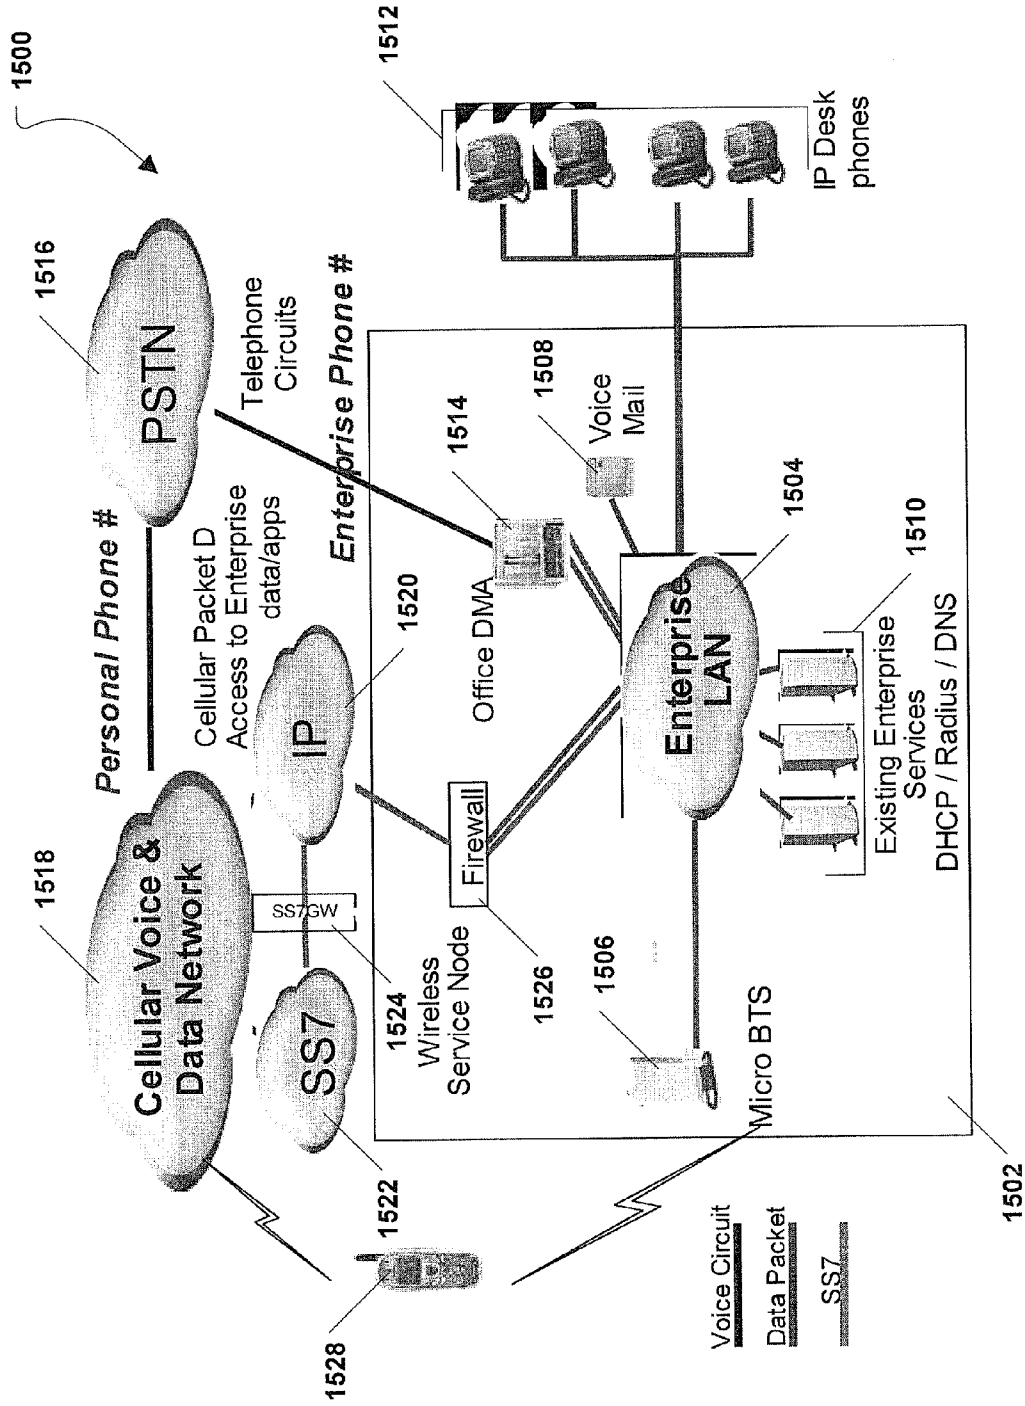 1500
1516
PSTN
Personal Phone #
1518
Cellular Voice &
Data Network
Telephone
Circuits
Enterprise Phone #
Cellular Packet D
Access to Enterprise
data/apps
1520
IP
SS7GW
SS7
1522
1524
Wireless
Service Node
1526
Firewall
Office DMA
1514
1508
Voice
Mail
1512
IP Desk
phones
1504
Enterprise
LAN
1510
Existing Enterprise
Services
DHCP / Radius / DNS
1506
Micro BTS
1502
1528
Voice Circuit
Data Packet
SS7